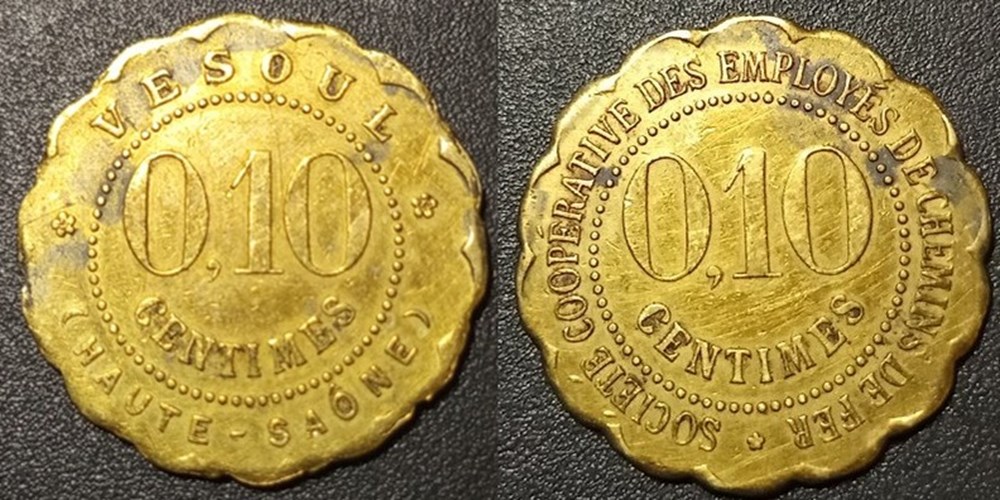 VESOUL
0,10
CENTIMES
(HAUTE-SAÔNE)
SOCIÉTÉ COOPÉRATIVE DES EMPLOYÉS DE CHEMINS DE FER
0,10
CENTIMES